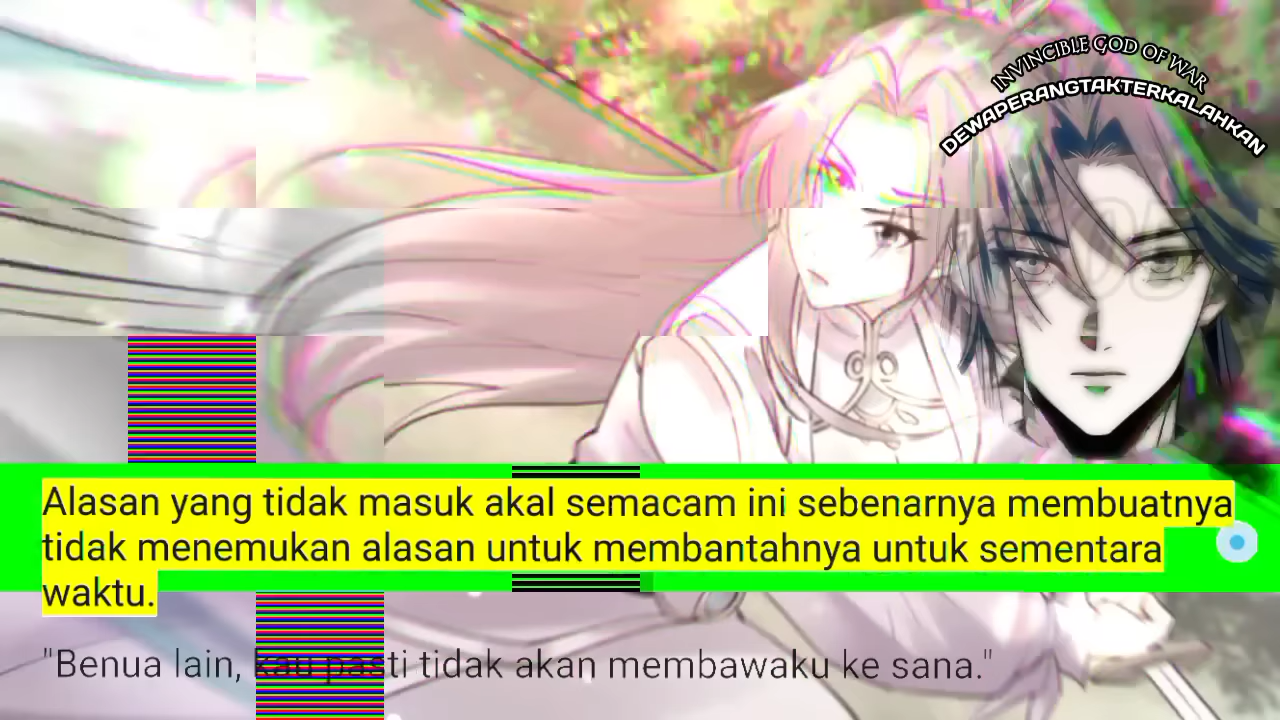 INVINCIBLE GOD OF WAR
DEWAPERANGTAKTERKALAHKAN
Alasan yang tidak masuk akal semacam ini sebenarnya membuatnya
tidak menemukan alasan untuk membantahnya untuk sementara
waktu.
"Benua lain, kau pasti tidak akan membawaku ke sana."